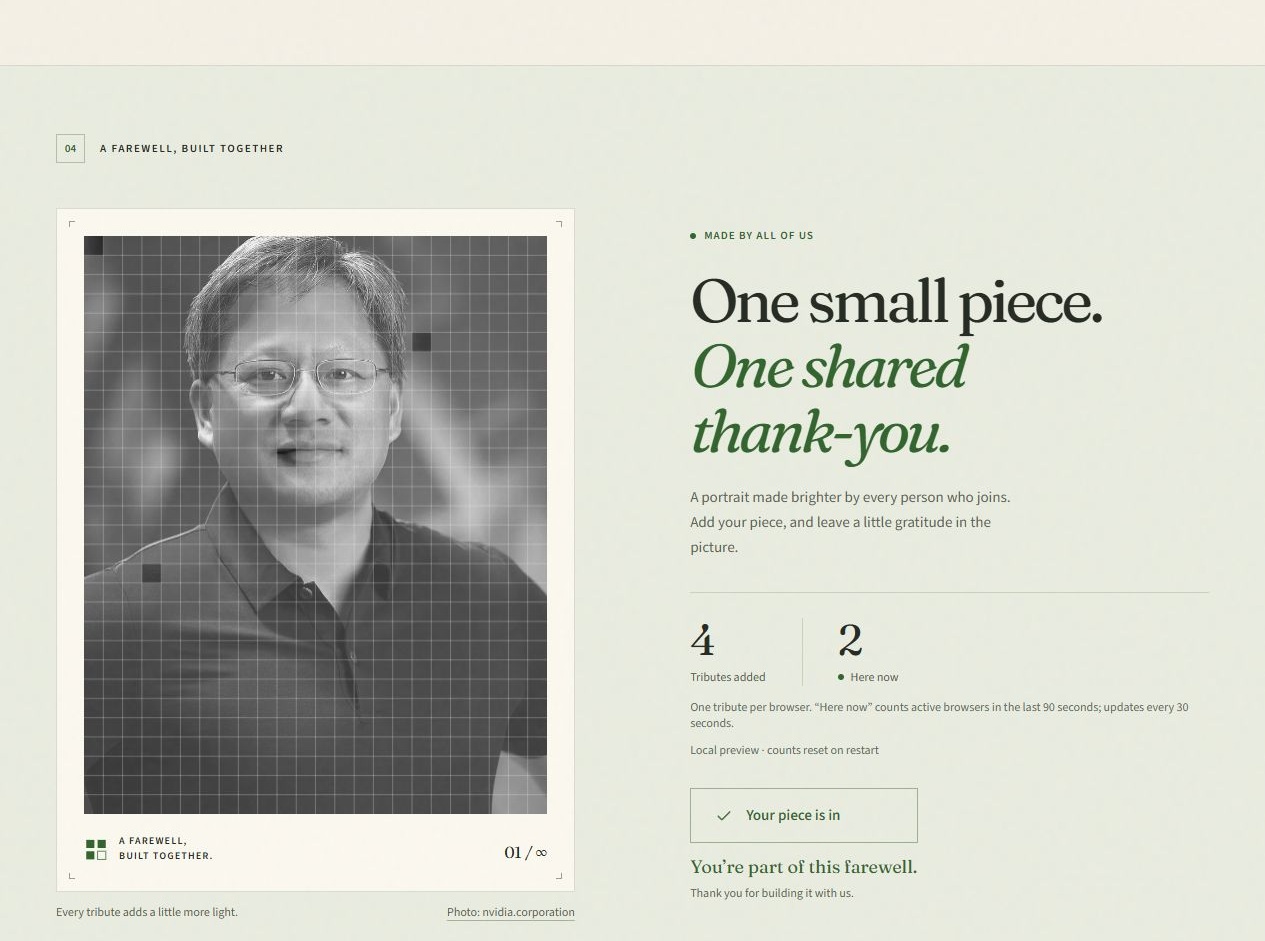 04
A FAREWELL, BUILT TOGETHER
A FAREWELL,
BUILT TOGETHER.
01 / ∞
Every tribute adds a little more light.
Photo: nvidia.corporation
MADE BY ALL OF US
One small piece.
One shared
thank-you.
A portrait made brighter by every person who joins.
Add your piece, and leave a little gratitude in the
picture.
4
Tributes added
2
Here now
One tribute per browser. “Here now” counts active browsers in the last 90 seconds; updates every 30
seconds.
Local preview · counts reset on restart
Your piece is in
You’re part of this farewell.
Thank you for building it with us.